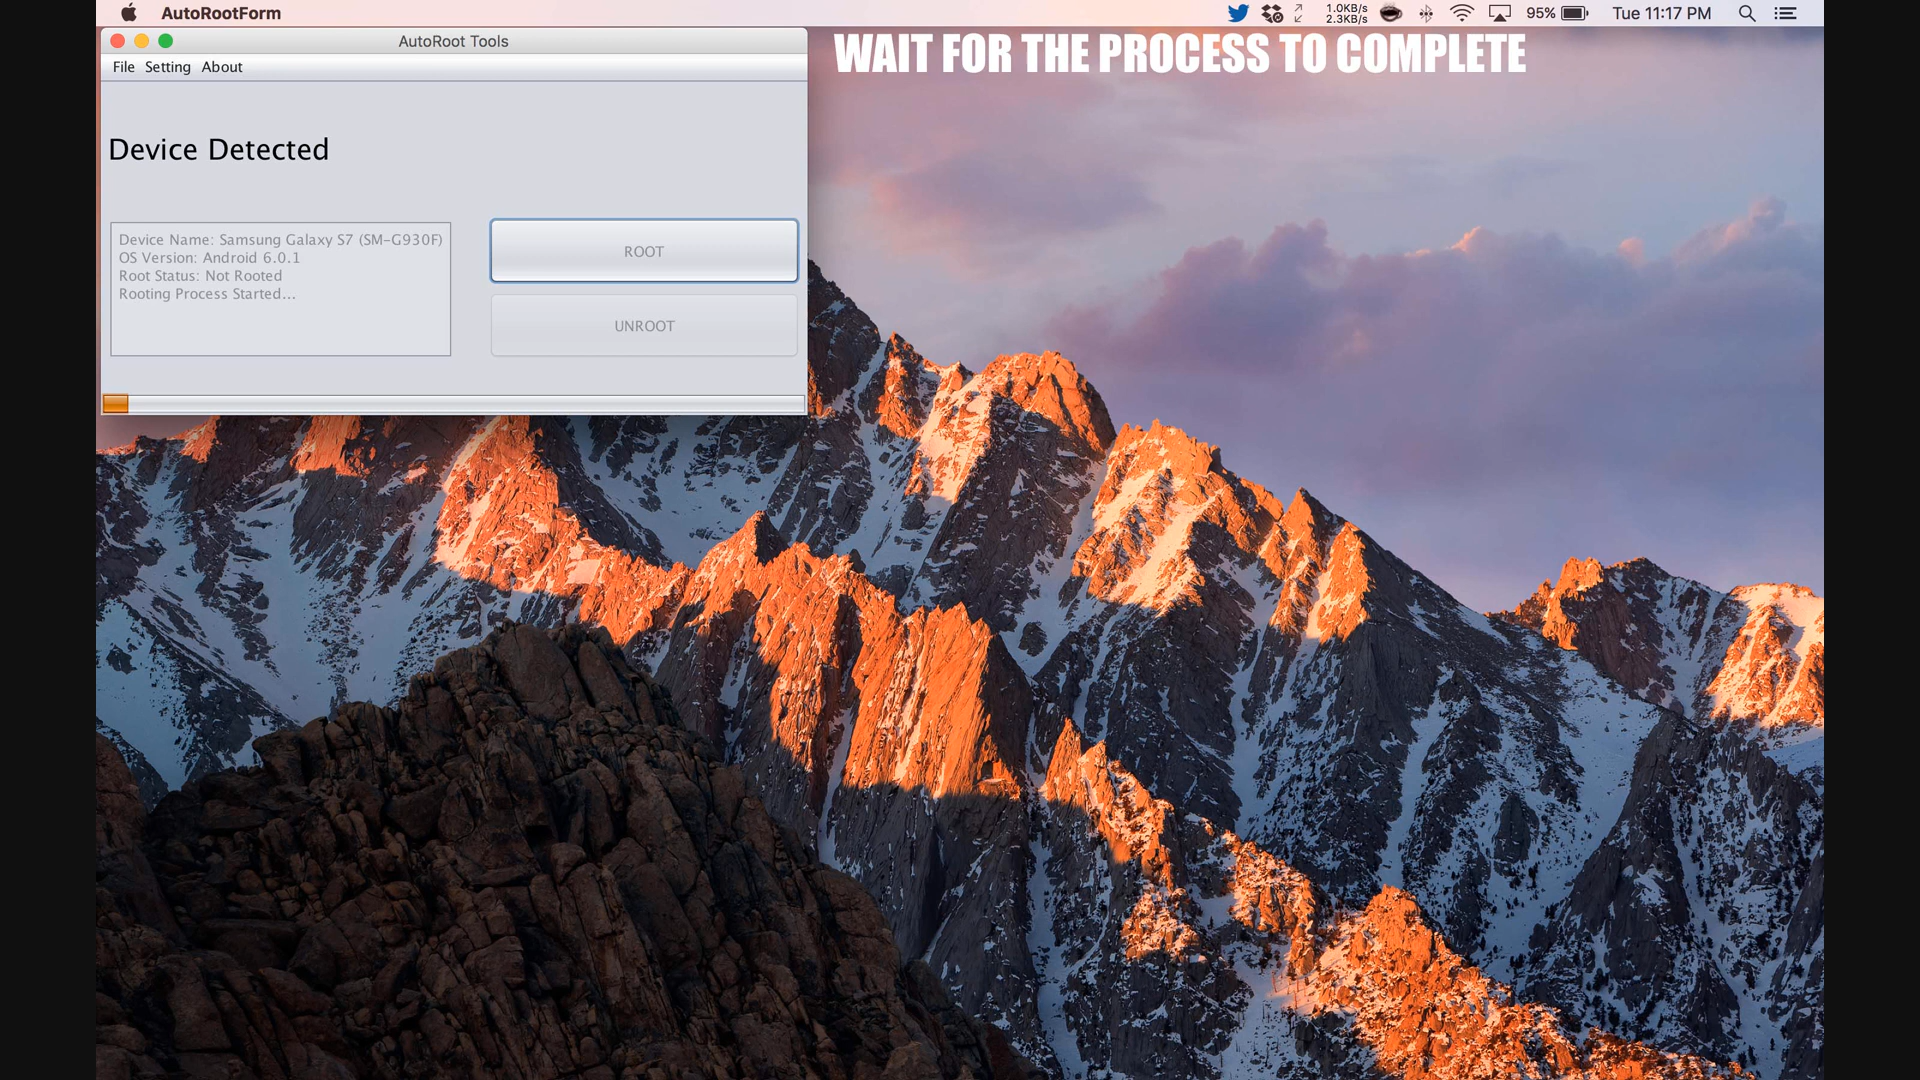 AutoRootForm
1.0KB/s
2.3KB/s
95%
Tue 11:17 PM
AutoRoot Tools
WAIT FOR THE PROCESS TO COMPLETE
File Setting About
Device Detected
Device Name: Samsung Galaxy S7 (SM-G930F)
OS Version: Android 6.0.1
Root Status: Not Rooted
Rooting Process Started...
ROOT
UNROOT